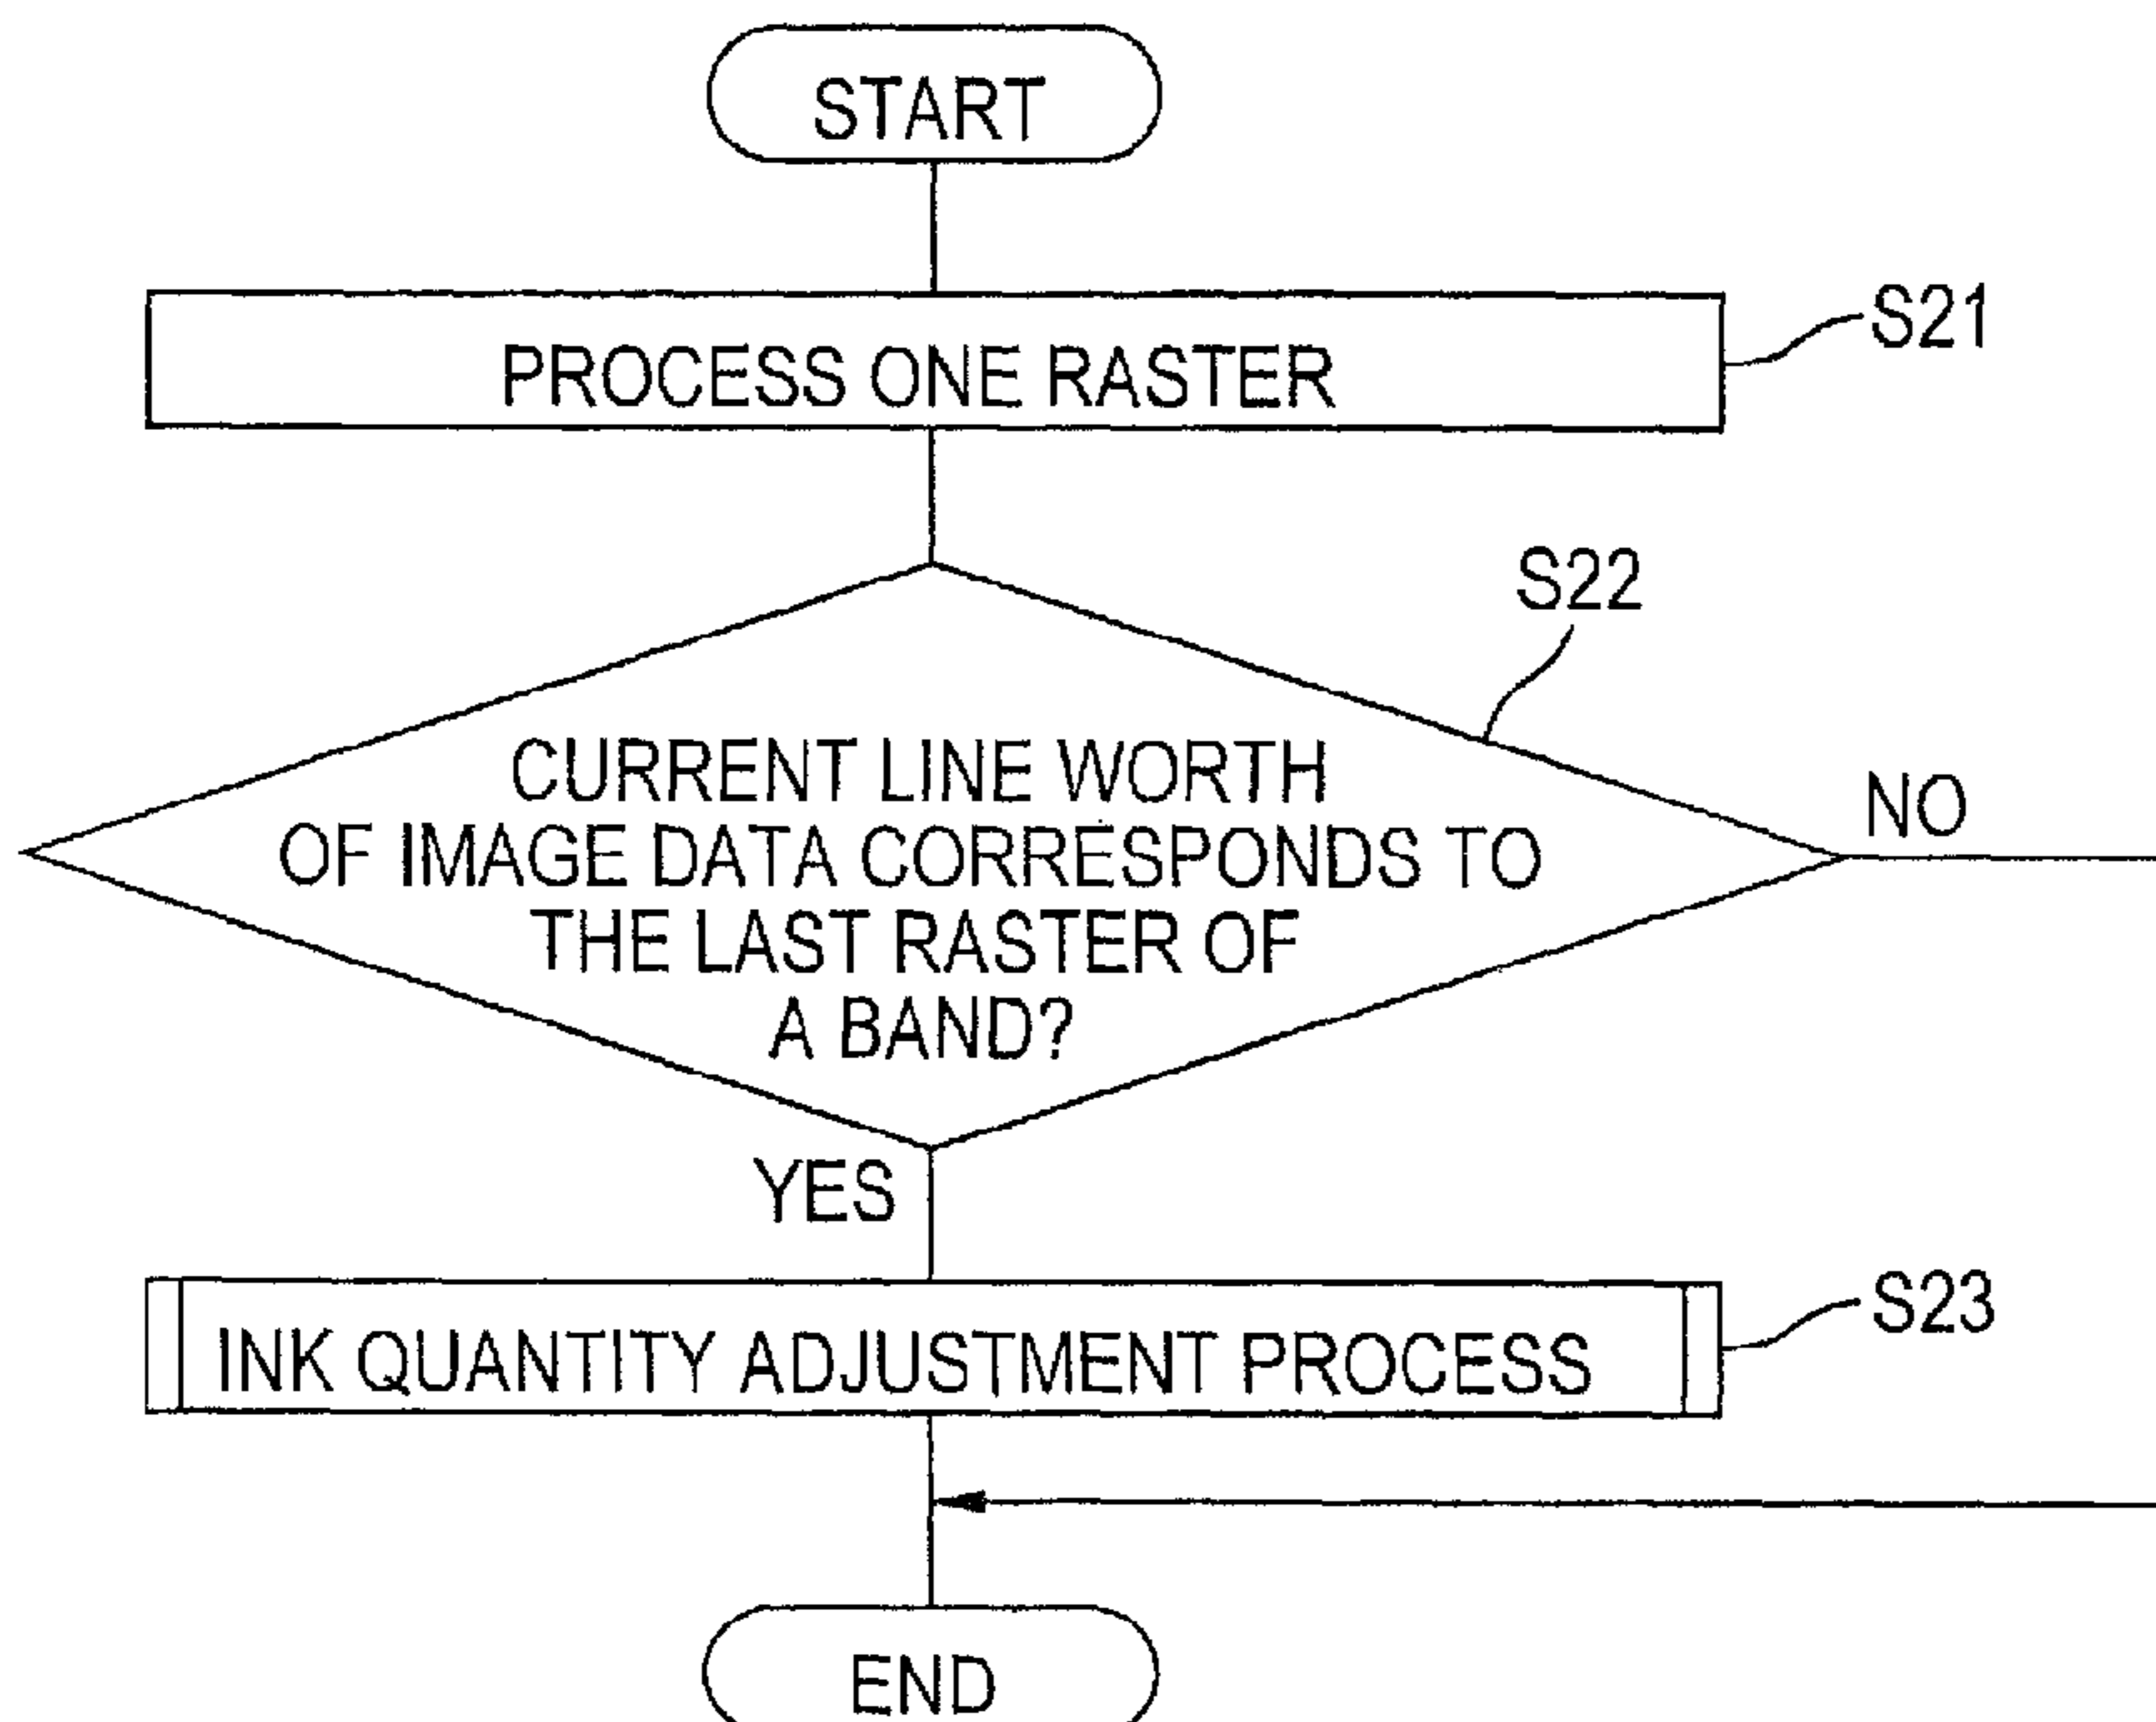 START
PROCESS ONE RASTER
S21
S22
CURRENT LINE WORTH
OF IMAGE DATA CORRESPONDS TO
THE LAST RASTER OF
A BAND?
NO
YES
INK QUANTITY ADJUSTMENT PROCESS
S23
END